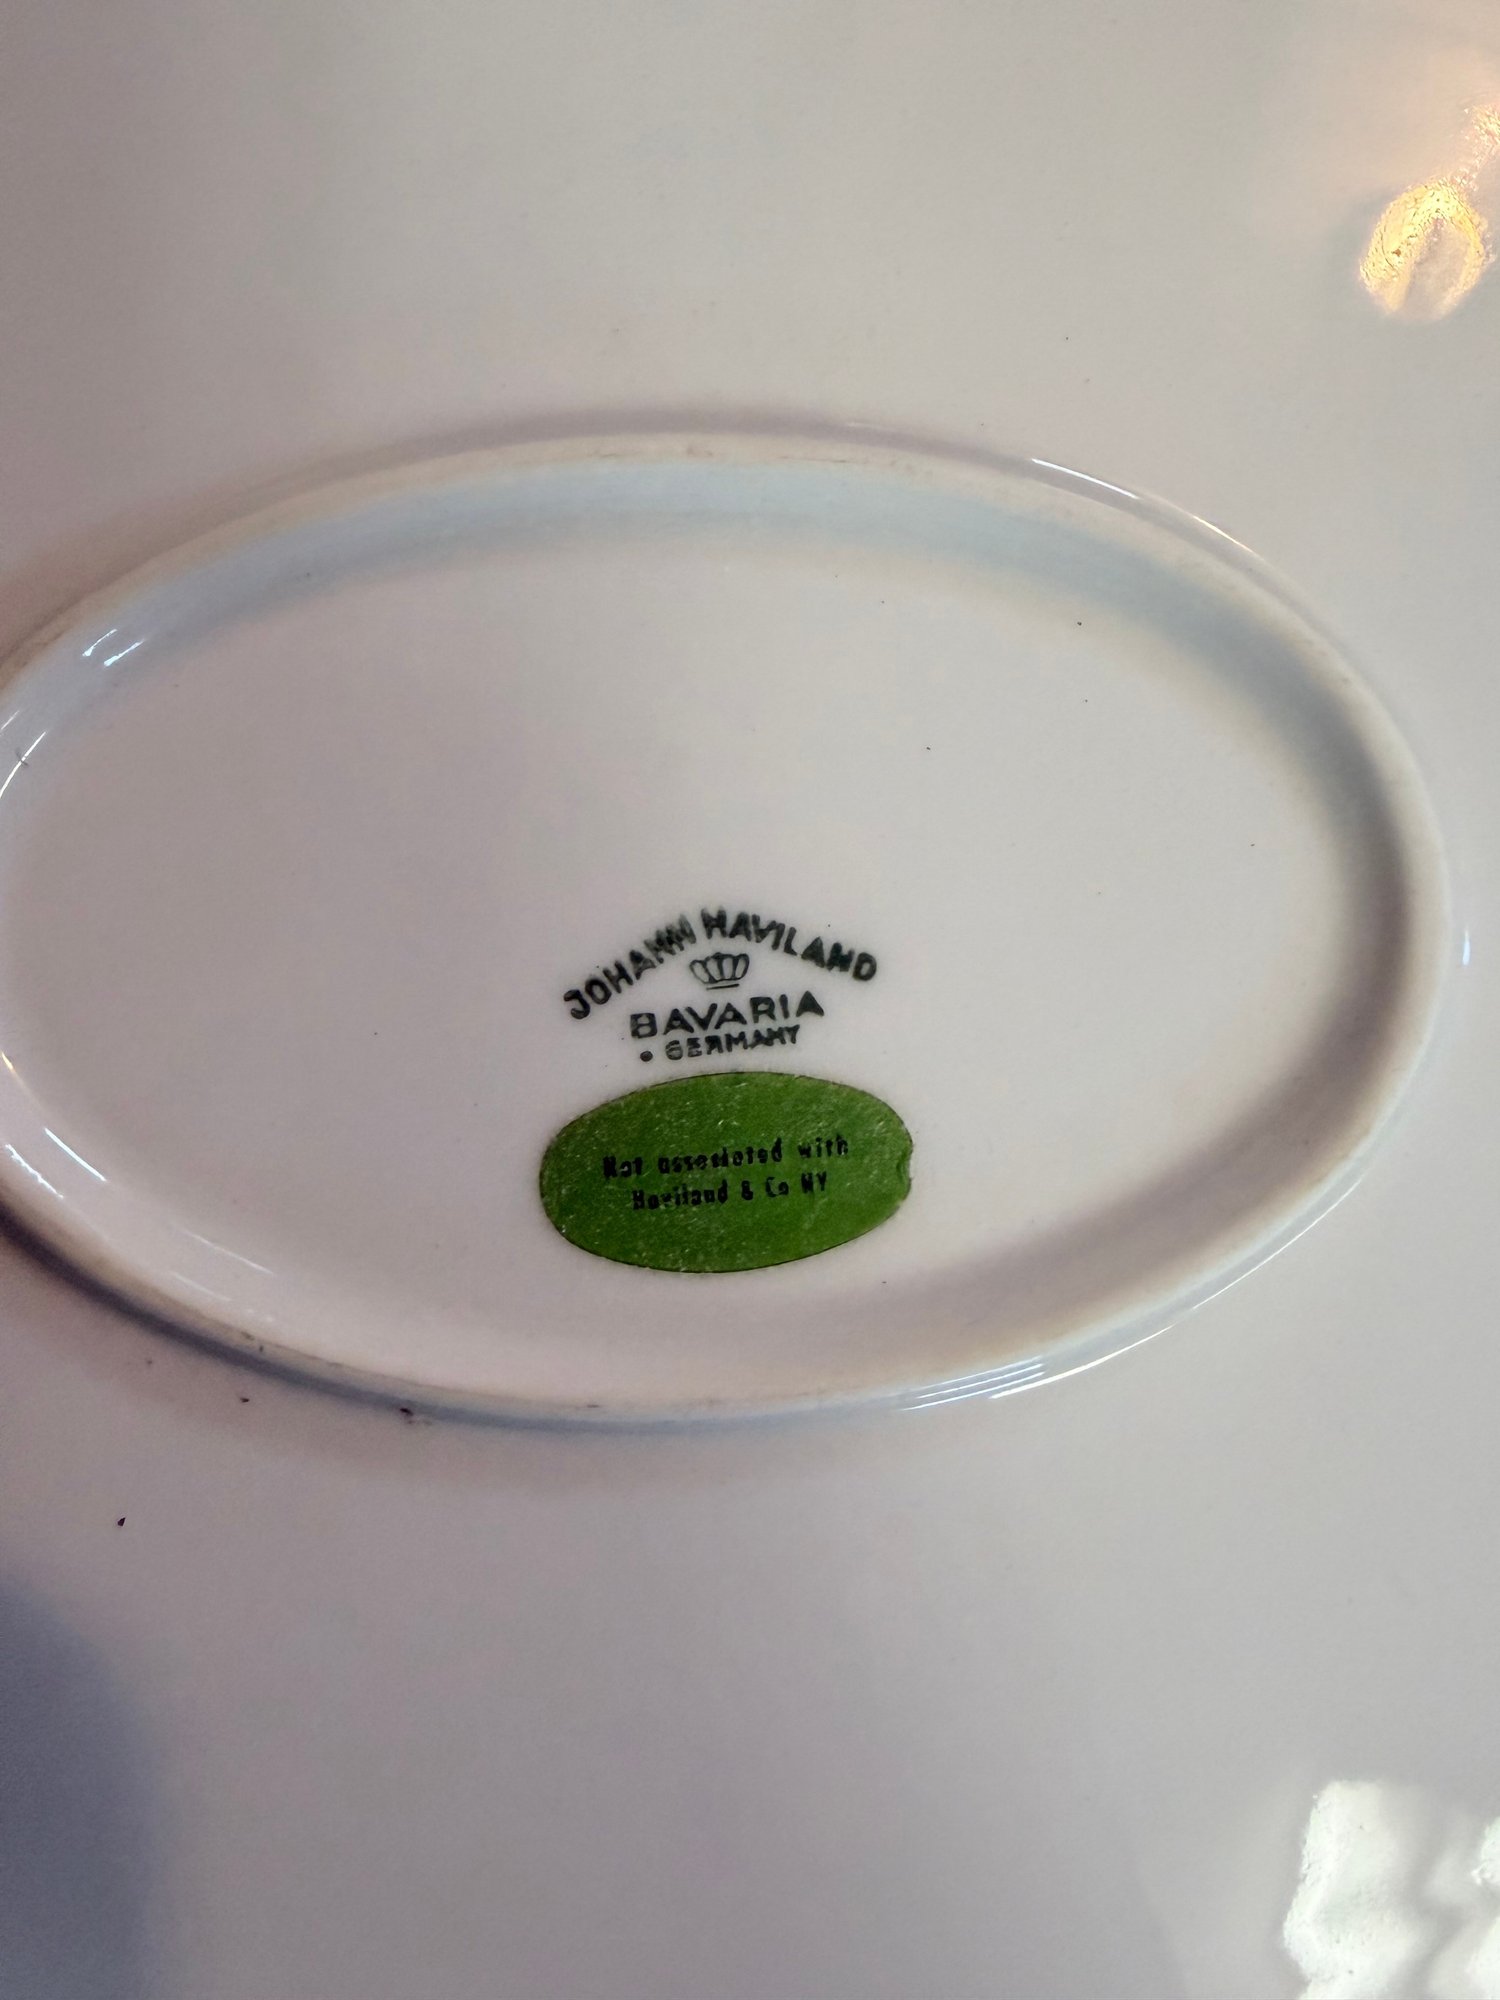 JOHANN HAVILAND
BAVARIA
• GERMANY
Not associated with
Haviland & Co NY